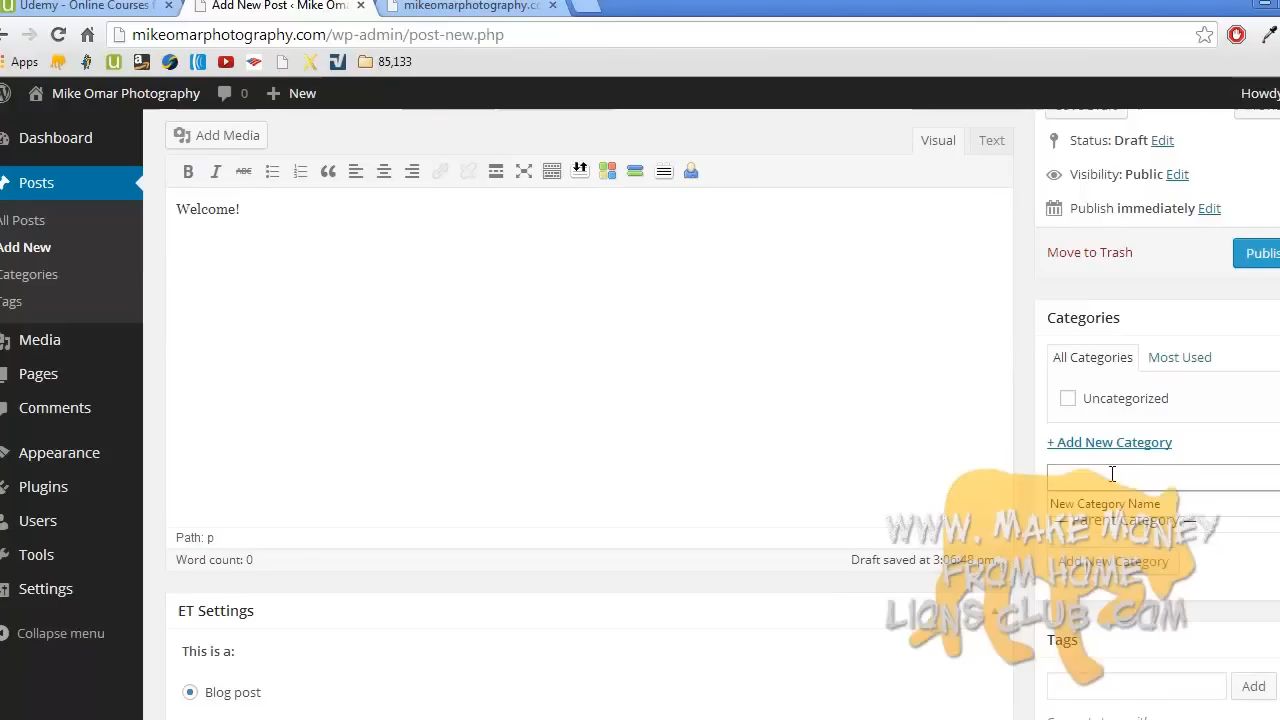 Udemy - Online Courses f
Add New Post ‹ Mike Oma
mikeomarphotography.co
mikeomarphotography.com/wp-admin/post-new.php
Apps
85,133
Mike Omar Photography
0
New
Howdy
Dashboard
Posts
All Posts
Add New
Categories
Tags
Media
Pages
Comments
Appearance
Plugins
Users
Tools
Settings
Collapse menu
Add Media
Visual
Text
B I ABC
Welcome!
Path: p
Word count: 0
Draft saved at 3:06:48 pm.
ET Settings
This is a:
Blog post
Status: Draft Edit
Visibility: Public Edit
Publish immediately Edit
Move to Trash
Publis
Categories
All Categories
Most Used
Uncategorized
+ Add New Category
New Category Name
— Parent Category —
Add New Category
www. Make Money
From Home
Lions Club .com
Tags
Add